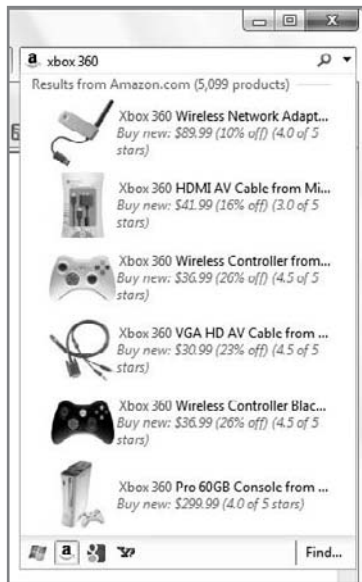 xbox 360
Results from Amazon.com (5,099 products)
Xbox 360 Wireless Network Adapt...
Buy new: $89.99 (10% off) (4.0 of 5
stars)
Xbox 360 HDMI AV Cable from Mi...
Buy new: $41.99 (16% off) (3.0 of 5
stars)
Xbox 360 Wireless Controller from...
Buy new: $36.99 (26% off) (4.5 of 5
stars)
Xbox 360 VGA HD AV Cable from ...
Buy new: $30.99 (23% off) (4.5 of 5
stars)
Xbox 360 Wireless Controller Blac...
Buy new: $36.99 (26% off) (4.5 of 5
stars)
Xbox 360 Pro 60GB Console from ...
Buy new: $299.99 (4.0 of 5 stars)
Find...